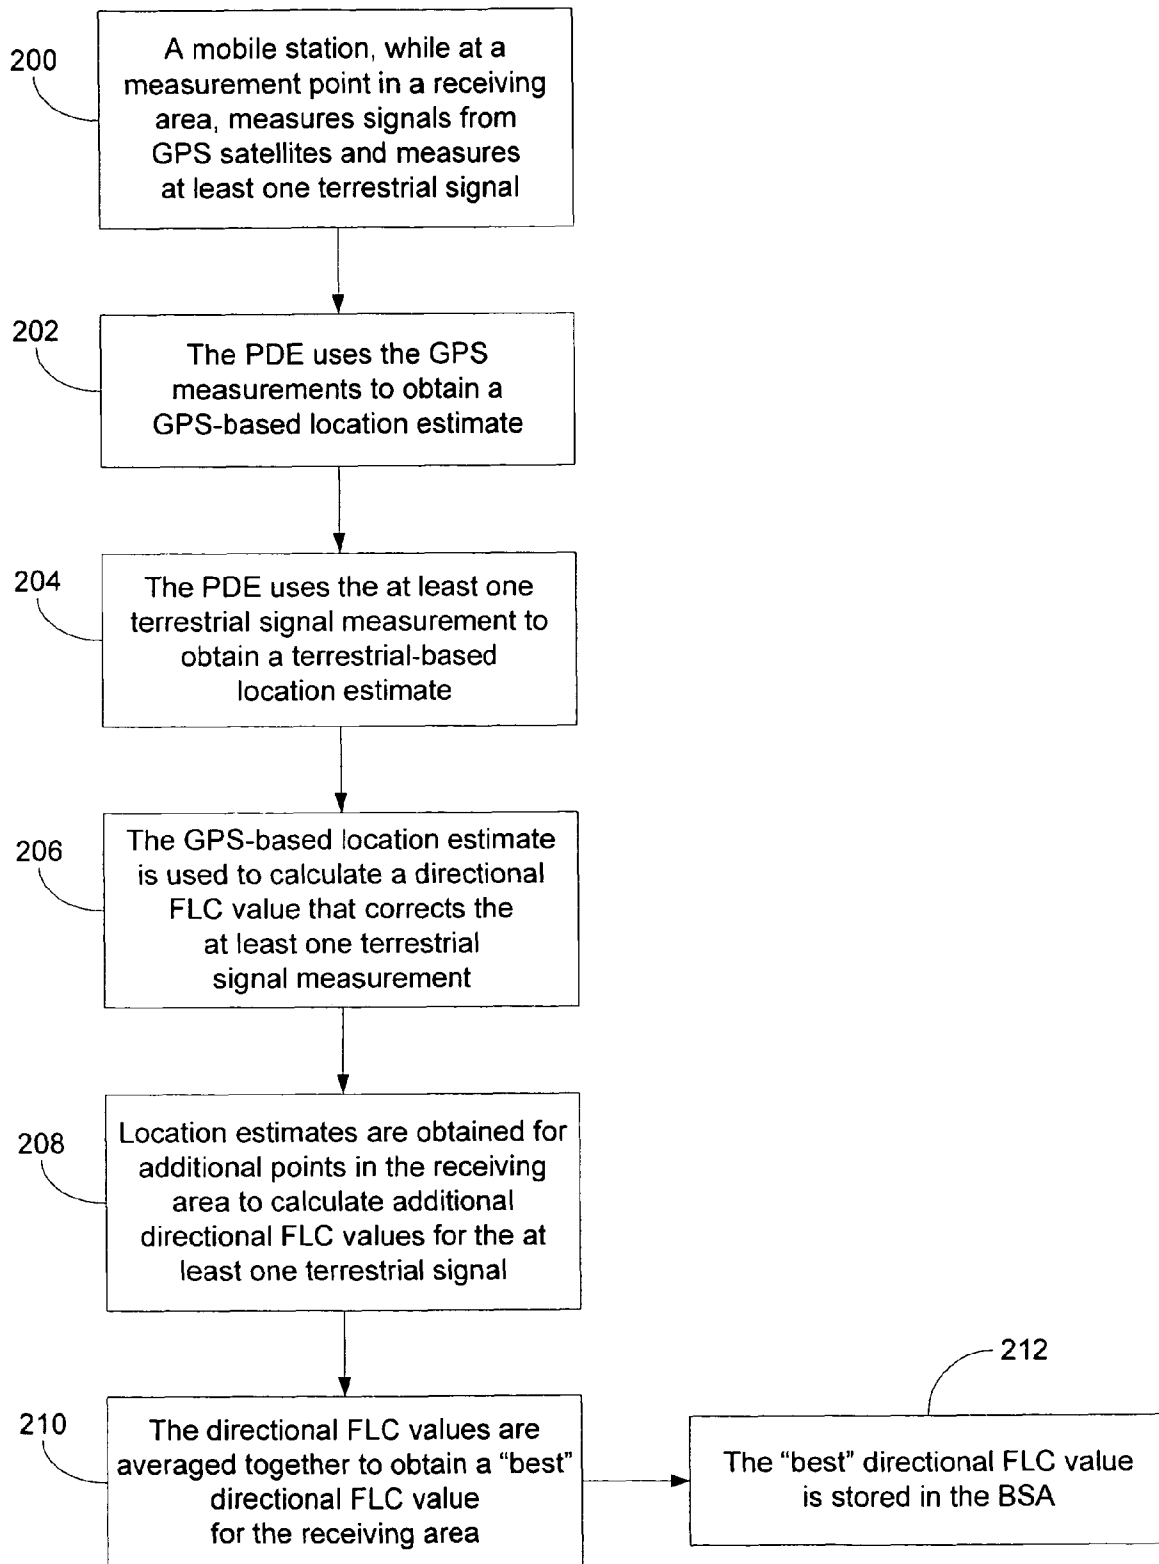 200
A mobile station, while at a
measurement point in a receiving
area, measures signals from
GPS satellites and measures
at least one terrestrial signal
202
The PDE uses the GPS
measurements to obtain a
GPS-based location estimate
204
The PDE uses the at least one
terrestrial signal measurement to
obtain a terrestrial-based
location estimate
206
The GPS-based location estimate
is used to calculate a directional
FLC value that corrects the
at least one terrestrial
signal measurement
208
Location estimates are obtained for
additional points in the receiving
area to calculate additional
directional FLC values for the at
least one terrestrial signal
210
The directional FLC values are
averaged together to obtain a “best”
directional FLC value
for the receiving area
212
The “best” directional FLC value
is stored in the BSA